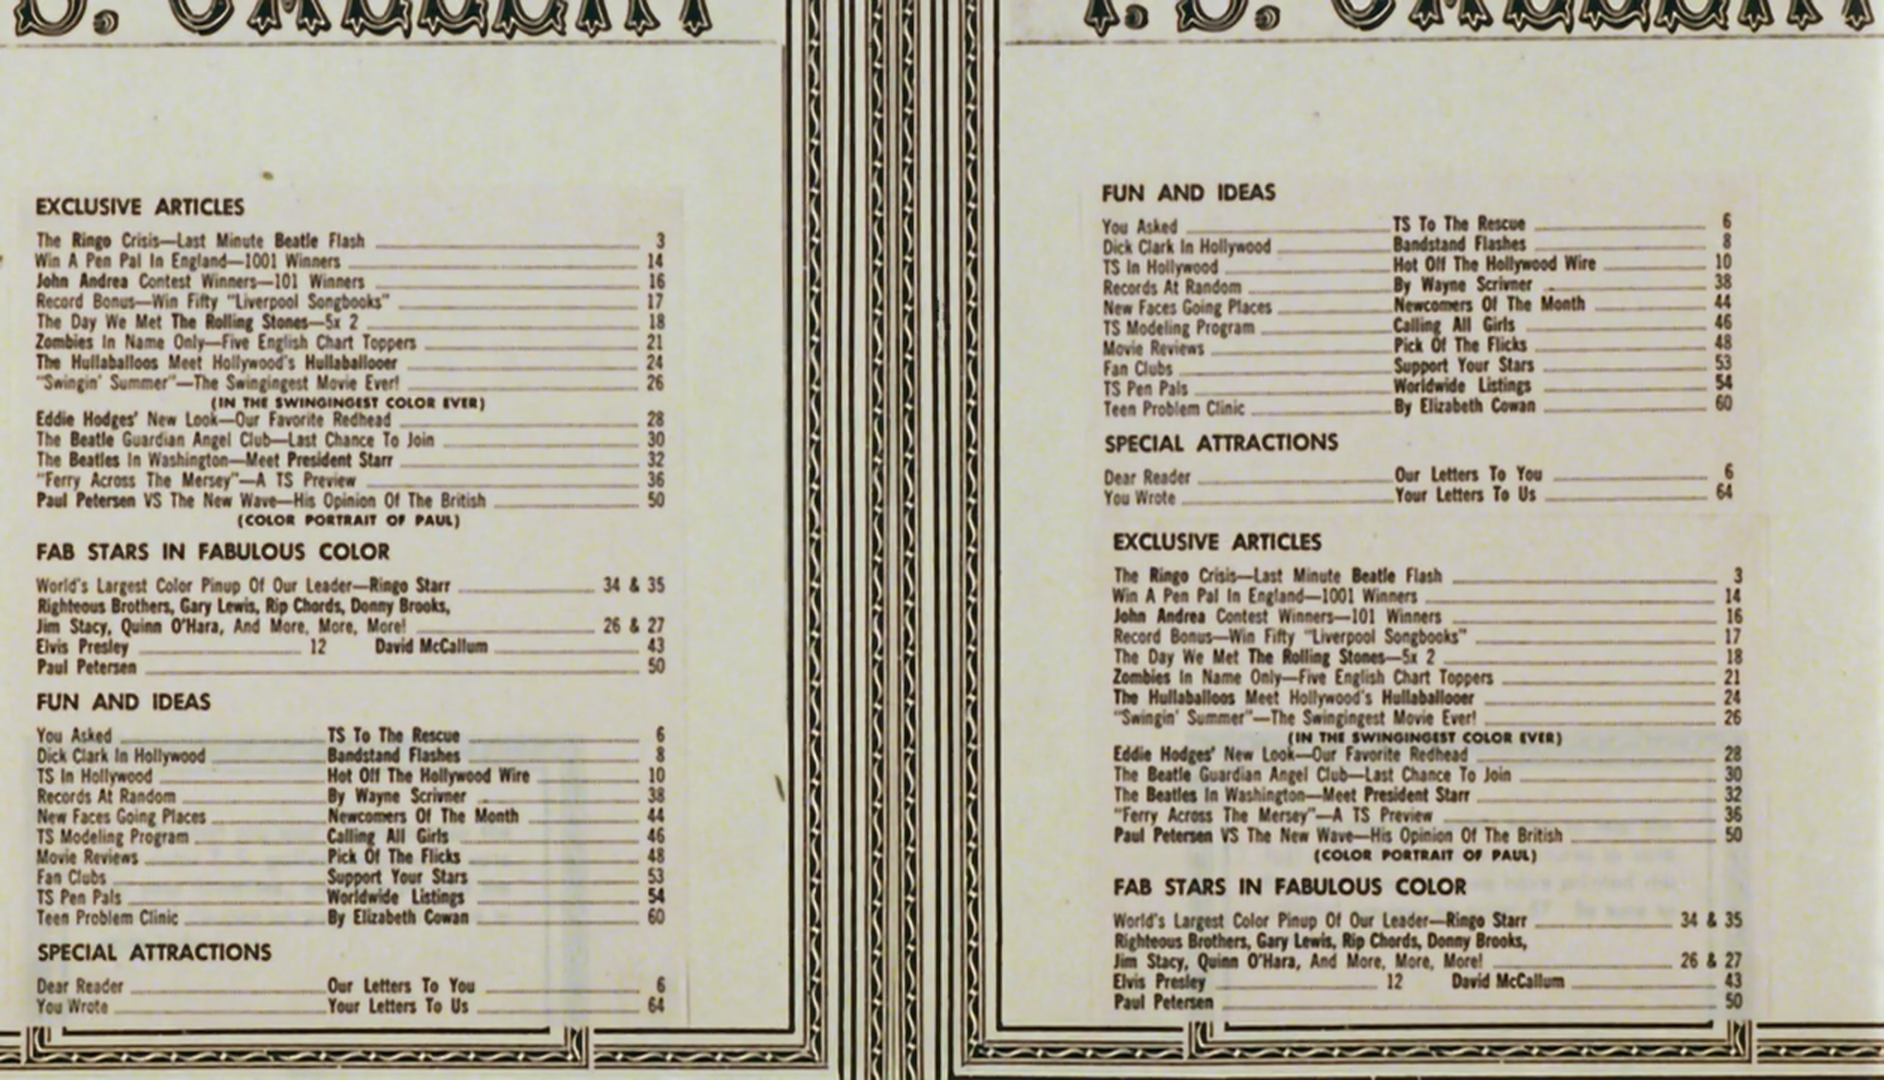 EXCLUSIVE ARTICLES
The Ringo Crisis—Last Minute Beatle Flash 3
Win A Pen Pal In England—1001 Winners 14
John Andrea Contest Winners—101 Winners 16
Record Bonus—Win Fifty "Liverpool Songbooks" 17
The Day We Met The Rolling Stones—5x 2 18
Zombies In Name Only—Five English Chart Toppers 21
The Hullaballoos Meet Hollywood's Hullaballooer 24
"Swingin' Summer"—The Swingingest Movie Ever! 26
(IN THE SWINGINGEST COLOR EVER)
Eddie Hodges' New Look—Our Favorite Redhead 28
The Beatle Guardian Angel Club—Last Chance To Join 30
The Beatles In Washington—Meet President Starr 32
"Ferry Across The Mersey"—A TS Preview 36
Paul Petersen VS The New Wave—His Opinion Of The British 50
(COLOR PORTRAIT OF PAUL)
FAB STARS IN FABULOUS COLOR
World's Largest Color Pinup Of Our Leader—Ringo Starr 34 & 35
Righteous Brothers, Gary Lewis, Rip Chords, Donny Brooks,
Jim Stacy, Quinn O'Hara, And More, More, More! 26 & 27
Elvis Presley 12 David McCallum 43
Paul Petersen 50
FUN AND IDEAS
You Asked TS To The Rescue 6
Dick Clark In Hollywood Bandstand Flashes 8
TS In Hollywood Hot Off The Hollywood Wire 10
Records At Random By Wayne Scrivner 38
New Faces Going Places Newcomers Of The Month 44
TS Modeling Program Calling All Girls 46
Movie Reviews Pick Of The Flicks 48
Fan Clubs Support Your Stars 53
TS Pen Pals Worldwide Listings 54
Teen Problem Clinic By Elizabeth Cowan 60
SPECIAL ATTRACTIONS
Dear Reader Our Letters To You 6
You Wrote Your Letters To Us 64
FUN AND IDEAS
You Asked TS To The Rescue 6
Dick Clark In Hollywood Bandstand Flashes 8
TS In Hollywood Hot Off The Hollywood Wire 10
Records At Random By Wayne Scrivner 38
New Faces Going Places Newcomers Of The Month 44
TS Modeling Program Calling All Girls 46
Movie Reviews Pick Of The Flicks 48
Fan Clubs Support Your Stars 53
TS Pen Pals Worldwide Listings 54
Teen Problem Clinic By Elizabeth Cowan 60
SPECIAL ATTRACTIONS
Dear Reader Our Letters To You 6
You Wrote Your Letters To Us 64
EXCLUSIVE ARTICLES
The Ringo Crisis—Last Minute Beatle Flash 3
Win A Pen Pal In England—1001 Winners 14
John Andrea Contest Winners—101 Winners 16
Record Bonus—Win Fifty "Liverpool Songbooks" 17
The Day We Met The Rolling Stones—5x 2 18
Zombies In Name Only—Five English Chart Toppers 21
The Hullaballoos Meet Hollywood's Hullaballooer 24
"Swingin' Summer"—The Swingingest Movie Ever! 26
(IN THE SWINGINGEST COLOR EVER)
Eddie Hodges' New Look—Our Favorite Redhead 28
The Beatle Guardian Angel Club—Last Chance To Join 30
The Beatles In Washington—Meet President Starr 32
"Ferry Across The Mersey"—A TS Preview 36
Paul Petersen VS The New Wave—His Opinion Of The British 50
(COLOR PORTRAIT OF PAUL)
FAB STARS IN FABULOUS COLOR
World's Largest Color Pinup Of Our Leader—Ringo Starr 34 & 35
Righteous Brothers, Gary Lewis, Rip Chords, Donny Brooks,
Jim Stacy, Quinn O'Hara, And More, More, More! 26 & 27
Elvis Presley 12 David McCallum 43
Paul Petersen 50